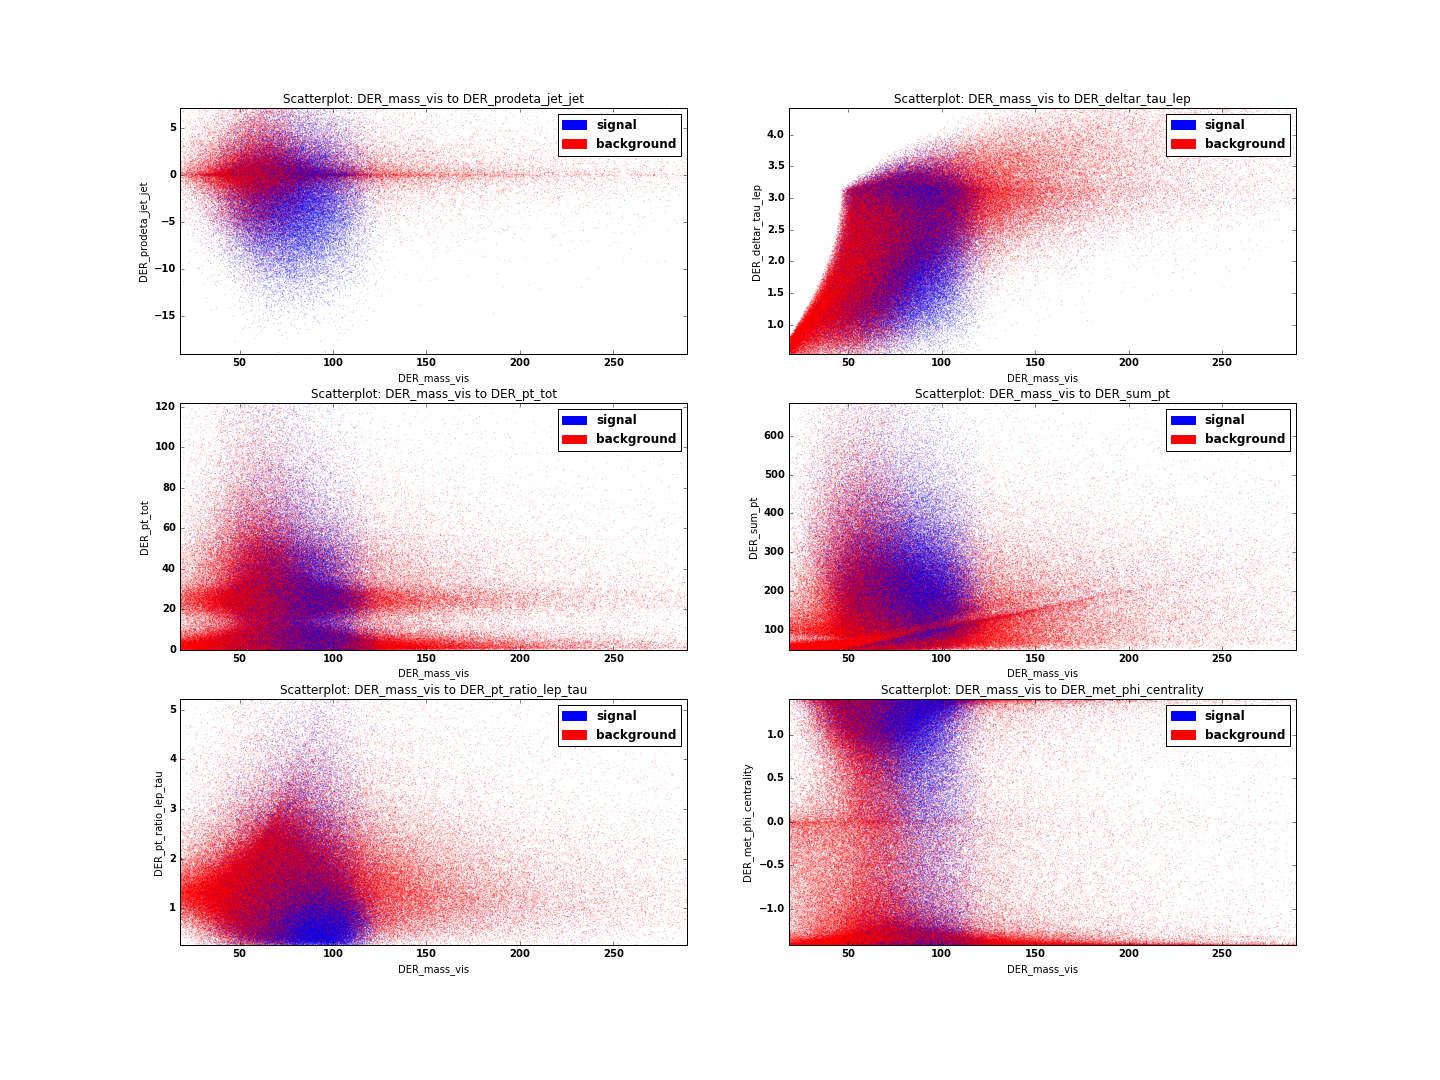 Scatterplot: DER_mass_vis to DER_prodeta_jet_jet
signal
background
5
0
−5
−10
−15
DER_prodeta_jet_jet
50 100 150 200 250
DER_mass_vis
Scatterplot: DER_mass_vis to DER_deltar_tau_lep
signal
background
4.0
3.5
3.0
2.5
2.0
1.5
1.0
DER_deltar_tau_lep
50 100 150 200 250
DER_mass_vis
Scatterplot: DER_mass_vis to DER_pt_tot
signal
background
120
100
80
60
40
20
0
DER_pt_tot
50 100 150 200 250
DER_mass_vis
Scatterplot: DER_mass_vis to DER_sum_pt
signal
background
600
500
400
300
200
100
DER_sum_pt
50 100 150 200 250
DER_mass_vis
Scatterplot: DER_mass_vis to DER_pt_ratio_lep_tau
signal
background
5
4
3
2
1
DER_pt_ratio_lep_tau
50 100 150 200 250
DER_mass_vis
Scatterplot: DER_mass_vis to DER_met_phi_centrality
signal
background
1.0
0.5
0.0
−0.5
−1.0
DER_met_phi_centrality
50 100 150 200 250
DER_mass_vis